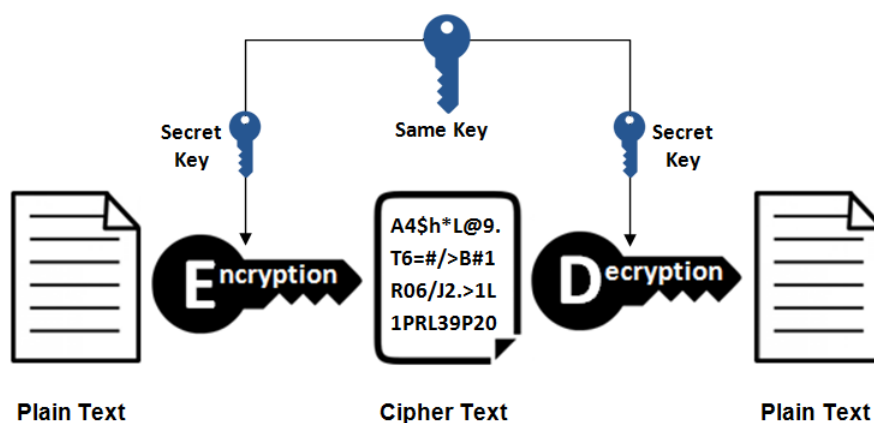 Same Key
Secret
Key
Secret
Key
Encryption
A4$h*L@9.
T6=#/>B#1
R06/J2.>1L
1PRL39P20
Decryption
Plain Text
Cipher Text
Plain Text